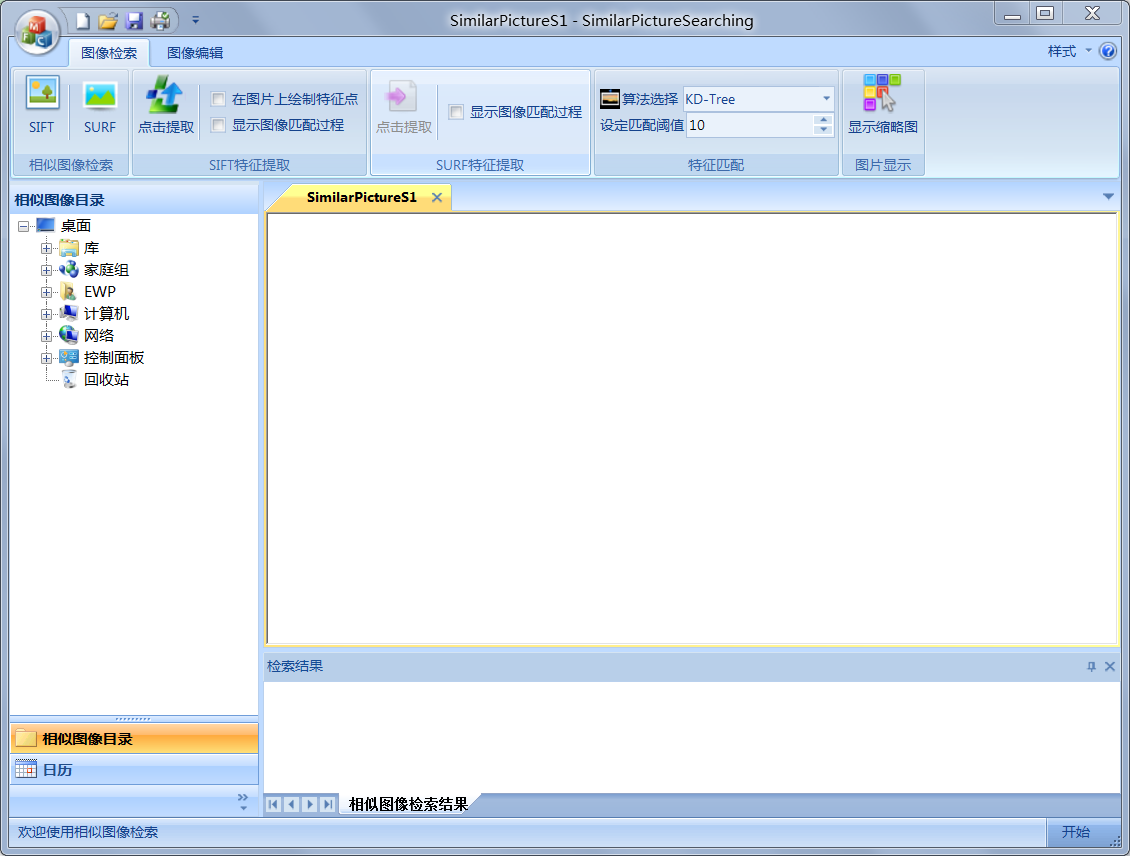 SimilarPictureS1 - SimilarPictureSearching
图像检索 图像编辑 样式
SIFT SURF 点击提取 在图片上绘制特征点 显示图像匹配过程 点击提取 显示图像匹配过程 算法选择 KD-Tree 设定匹配阈值 10 显示缩略图
相似图像检索 SIFT特征提取 SURF特征提取 特征匹配 图片显示
相似图像目录
SimilarPictureS1
桌面
库
家庭组
EWP
计算机
网络
控制面板
回收站
检索结果
相似图像目录
日历
相似图像检索结果
欢迎使用相似图像检索 开始